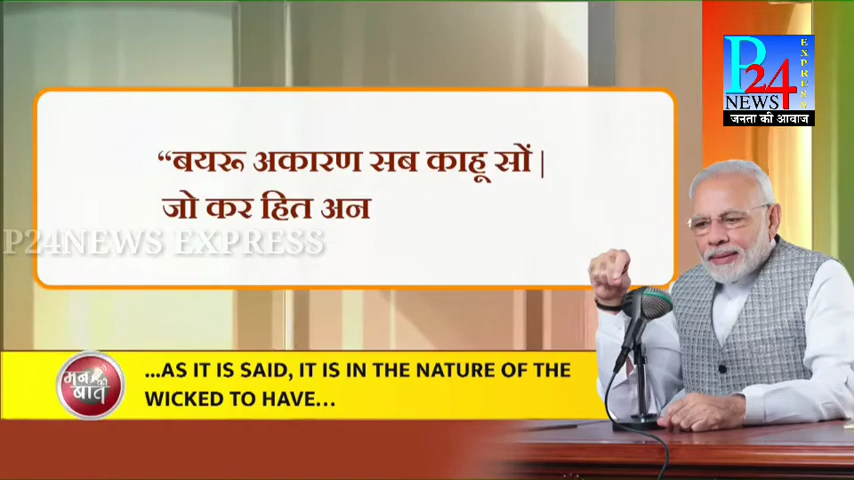 P24
NEWS
EXPRESS
जनता की आवाज
“बयरू अकारण सब काहू सों|
जो कर हित अन
P24NEWS EXPRESS
मन की बात
...AS IT IS SAID, IT IS IN THE NATURE OF THE
WICKED TO HAVE...